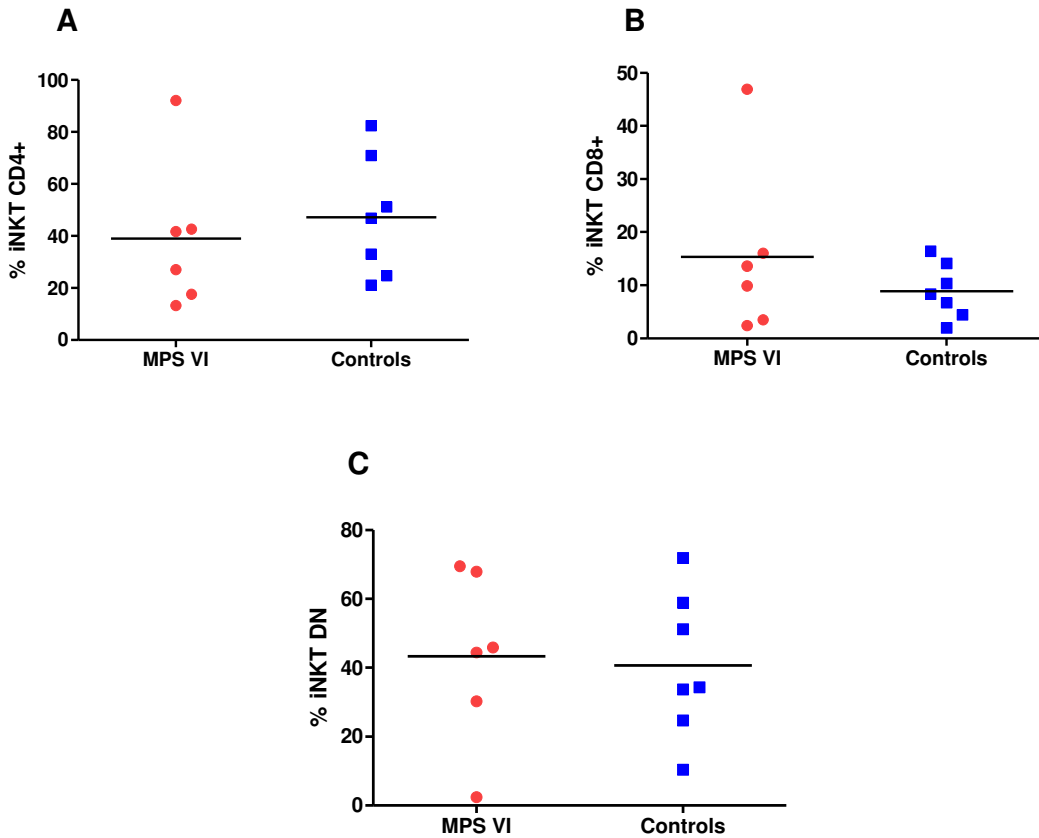 A
% iNKT CD4+
100
80
60
40
20
0
MPS VI Controls
B
% iNKT CD8+
50
40
30
20
10
0
MPS VI Controls
C
% iNKT DN
80
60
40
20
0
MPS VI Controls